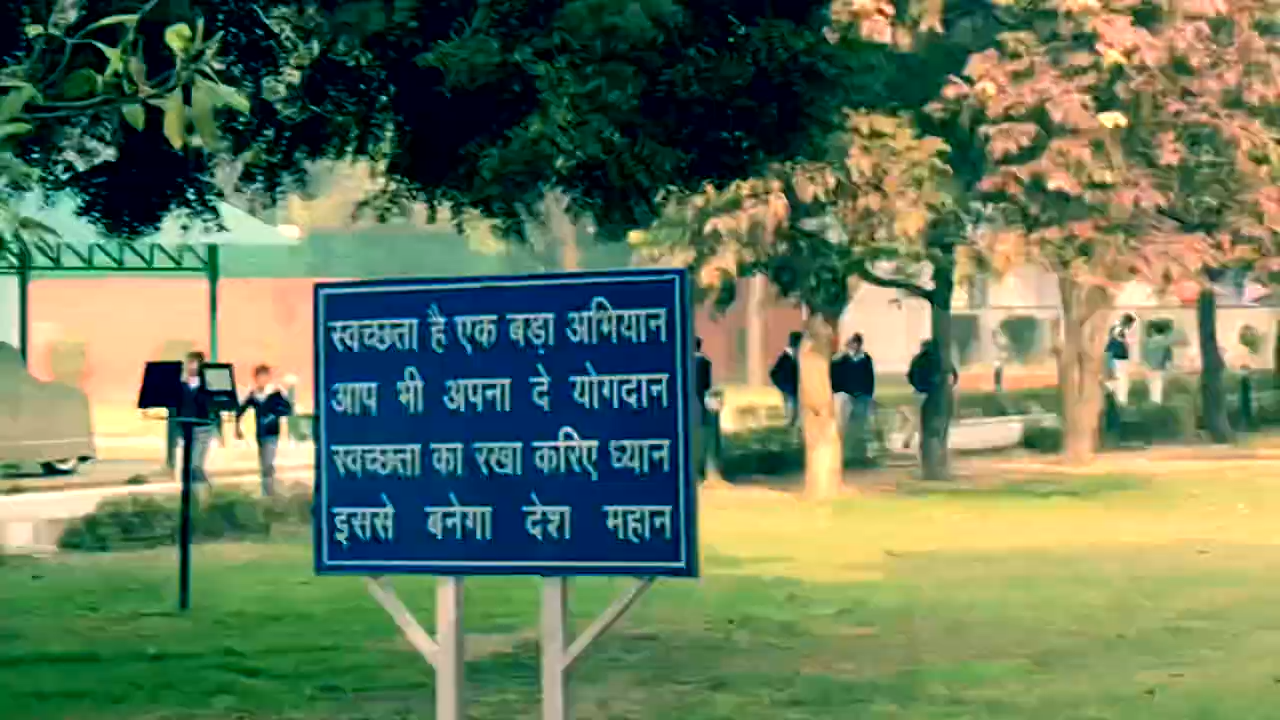 स्वच्छता है एक बड़ा अभियान
आप भी अपना दे योगदान
स्वच्छता का रखा करिए ध्यान
इससे बनेगा देश महान